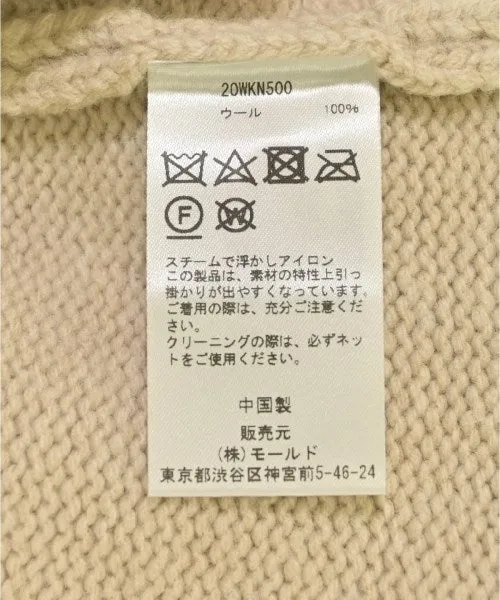 20WKN500
ウール 100%
F W
スチームで浮かしアイロン
この製品は、素材の特性上引っ
掛かりが出やすくなっています。
ご着用の際は、充分ご注意くだ
さい。
クリーニングの際は、必ずネッ
トをご使用ください。
中国製
販売元
(株)モールド
東京都渋谷区神宮前5-46-24